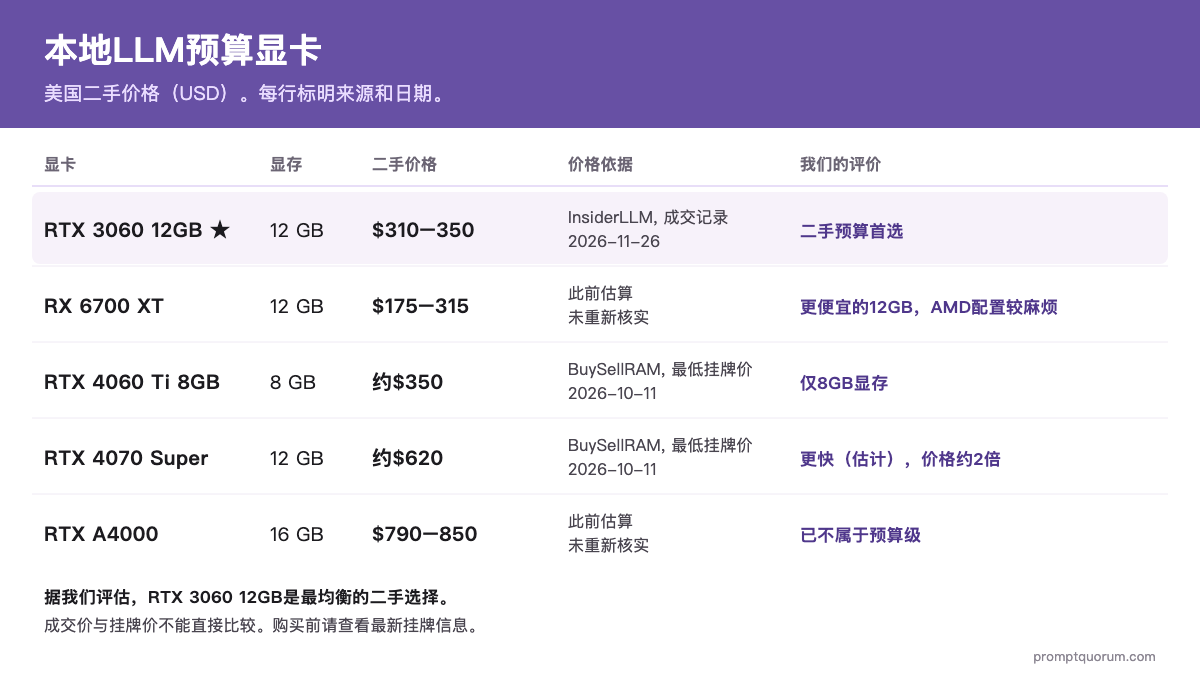 本地LLM预算显卡
美国二手价格（USD）。每行标明来源和日期。
显卡 显存 二手价格 价格依据 我们的评价
RTX 3060 12GB ★ 12 GB $310–350 InsiderLLM, 成交记录 2026-11-26 二手预算首选
RX 6700 XT 12 GB $175–315 此前估算 未重新核实 更便宜的12GB，AMD配置较麻烦
RTX 4060 Ti 8GB 8 GB 约$350 BuySellRAM, 最低挂牌价 2026-10-11 仅8GB显存
RTX 4070 Super 12 GB 约$620 BuySellRAM, 最低挂牌价 2026-10-11 更快（估计），价格约2倍
RTX A4000 16 GB $790–850 此前估算 未重新核实 已不属于预算级
据我们评估，RTX 3060 12GB是最均衡的二手选择。
成交价与挂牌价不能直接比较。购买前请查看最新挂牌信息。
promptquorum.com